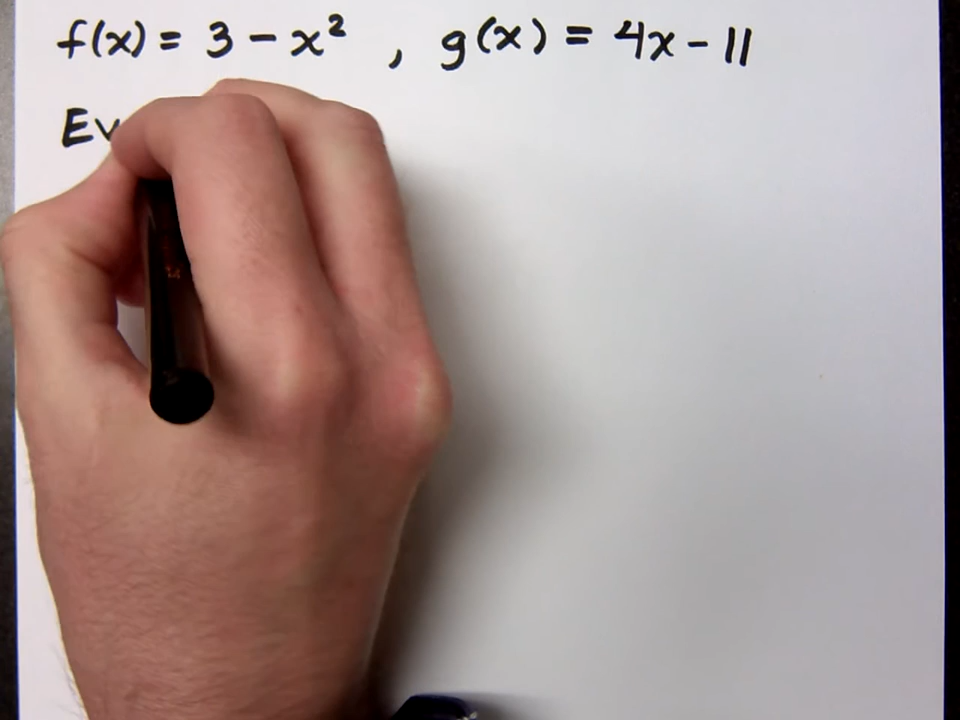 f(x) = 3 - x² , g(x) = 4x - 11
Ev